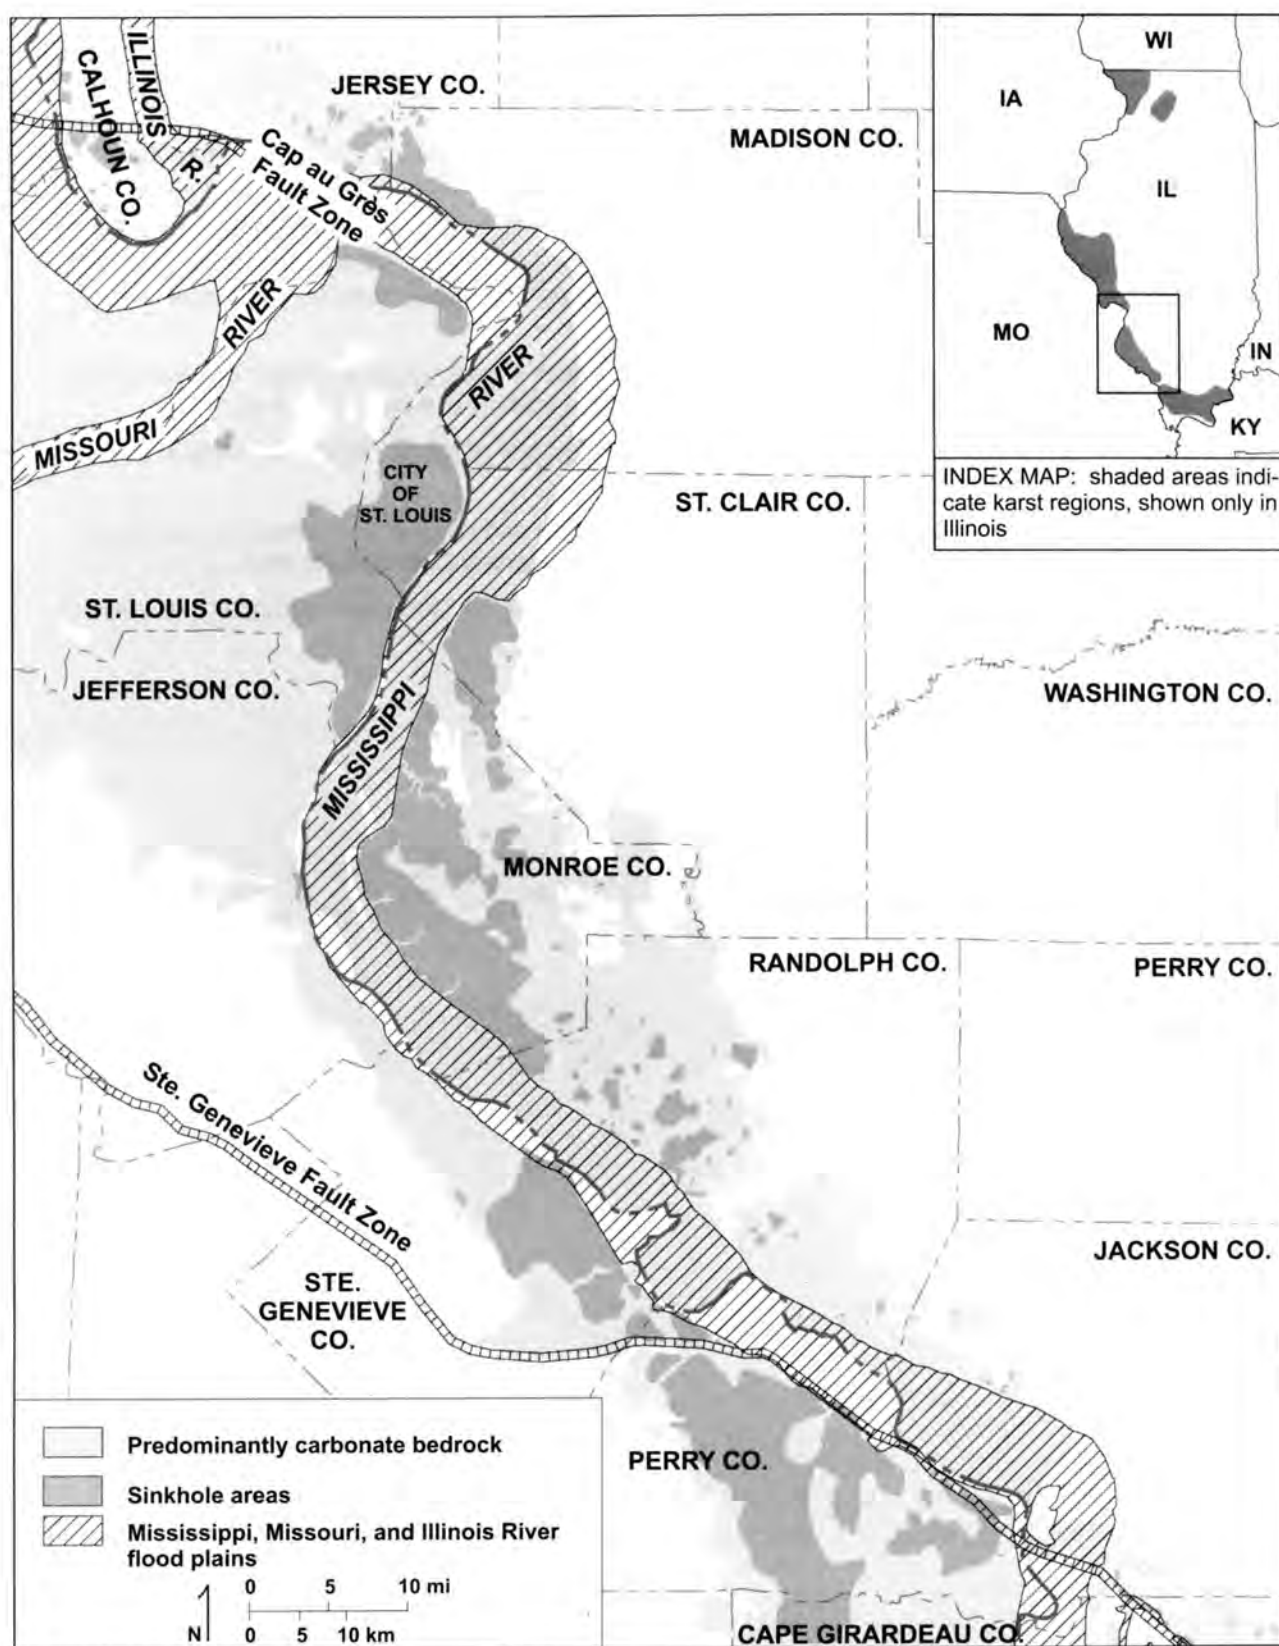 ILLINOIS
R.
CALHOUN CO.
JERSEY CO.
MADISON CO.
Cap au Grès
Fault Zone
WI
IA
IL
MO
IN
KY
INDEX MAP: shaded areas indi-
cate karst regions, shown only in
Illinois
RIVER
MISSOURI
RIVER
CITY
OF
ST. LOUIS
ST. CLAIR CO.
ST. LOUIS CO.
JEFFERSON CO.
WASHINGTON CO.
MISSISSIPPI
MONROE CO.
RANDOLPH CO.
PERRY CO.
Ste. Genevieve Fault Zone
JACKSON CO.
STE.
GENEVIEVE
CO.
PERRY CO.
CAPE GIRARDEAU CO.
Predominantly carbonate bedrock
Sinkhole areas
Mississippi, Missouri, and Illinois River
flood plains
0 5 10 mi
N 0 5 10 km